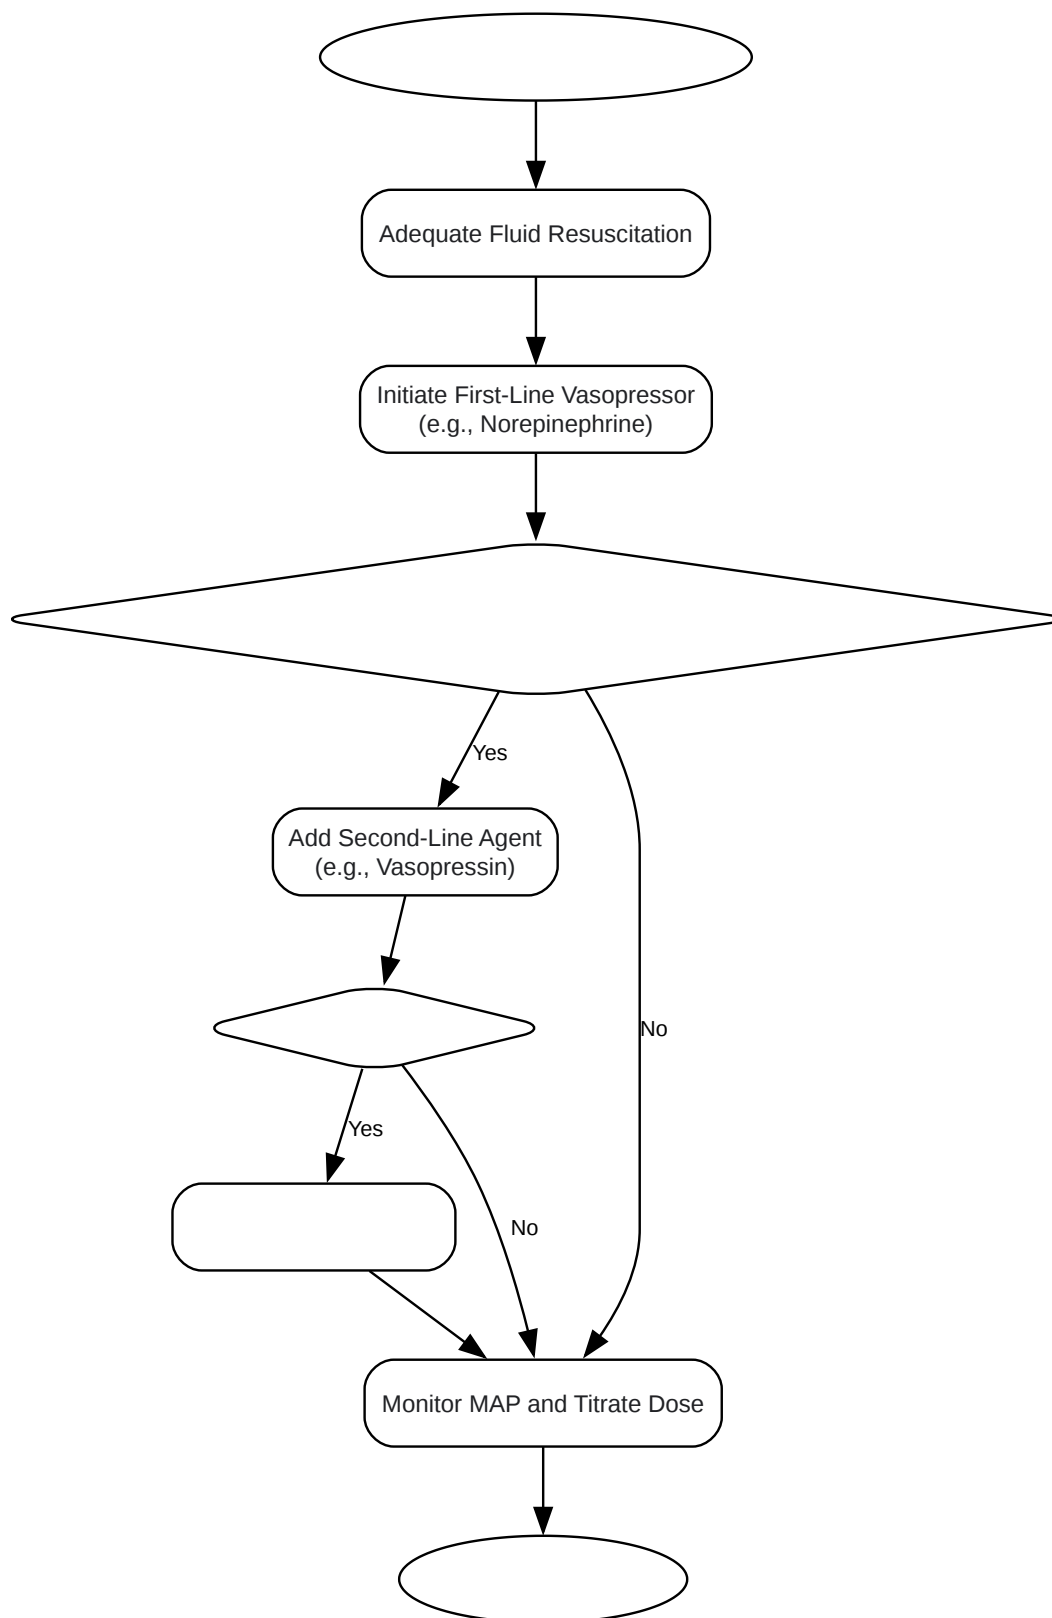 Adequate Fluid Resuscitation
Initiate First-Line Vasopressor
(e.g., Norepinephrine)
Yes
Add Second-Line Agent
(e.g., Vasopressin)
No
Yes
No
Monitor MAP and Titrate Dose